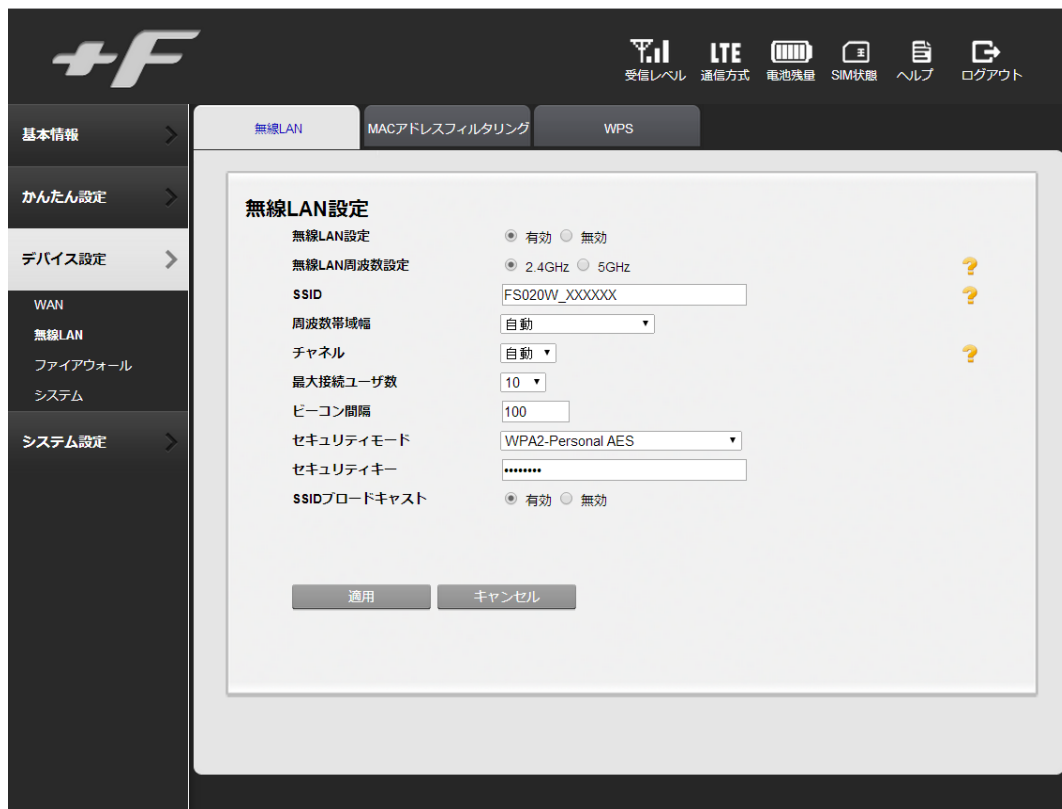 +F
受信レベル 通信方式 電池残量 SIM状態 ヘルプ ログアウト
LTE
基本情報
かんたん設定
デバイス設定
WAN
無線LAN
ファイアウォール
システム
システム設定
無線LAN MACアドレスフィルタリング WPS
無線LAN設定
無線LAN設定 有効 無効
無線LAN周波数設定 2.4GHz 5GHz ?
SSID FS020W_XXXXXX ?
周波数帯域幅 自動
チャネル 自動 ?
最大接続ユーザ数 10
ビーコン間隔 100
セキュリティモード WPA2-Personal AES
セキュリティキー ••••••••
SSIDブロードキャスト 有効 無効
適用 キャンセル